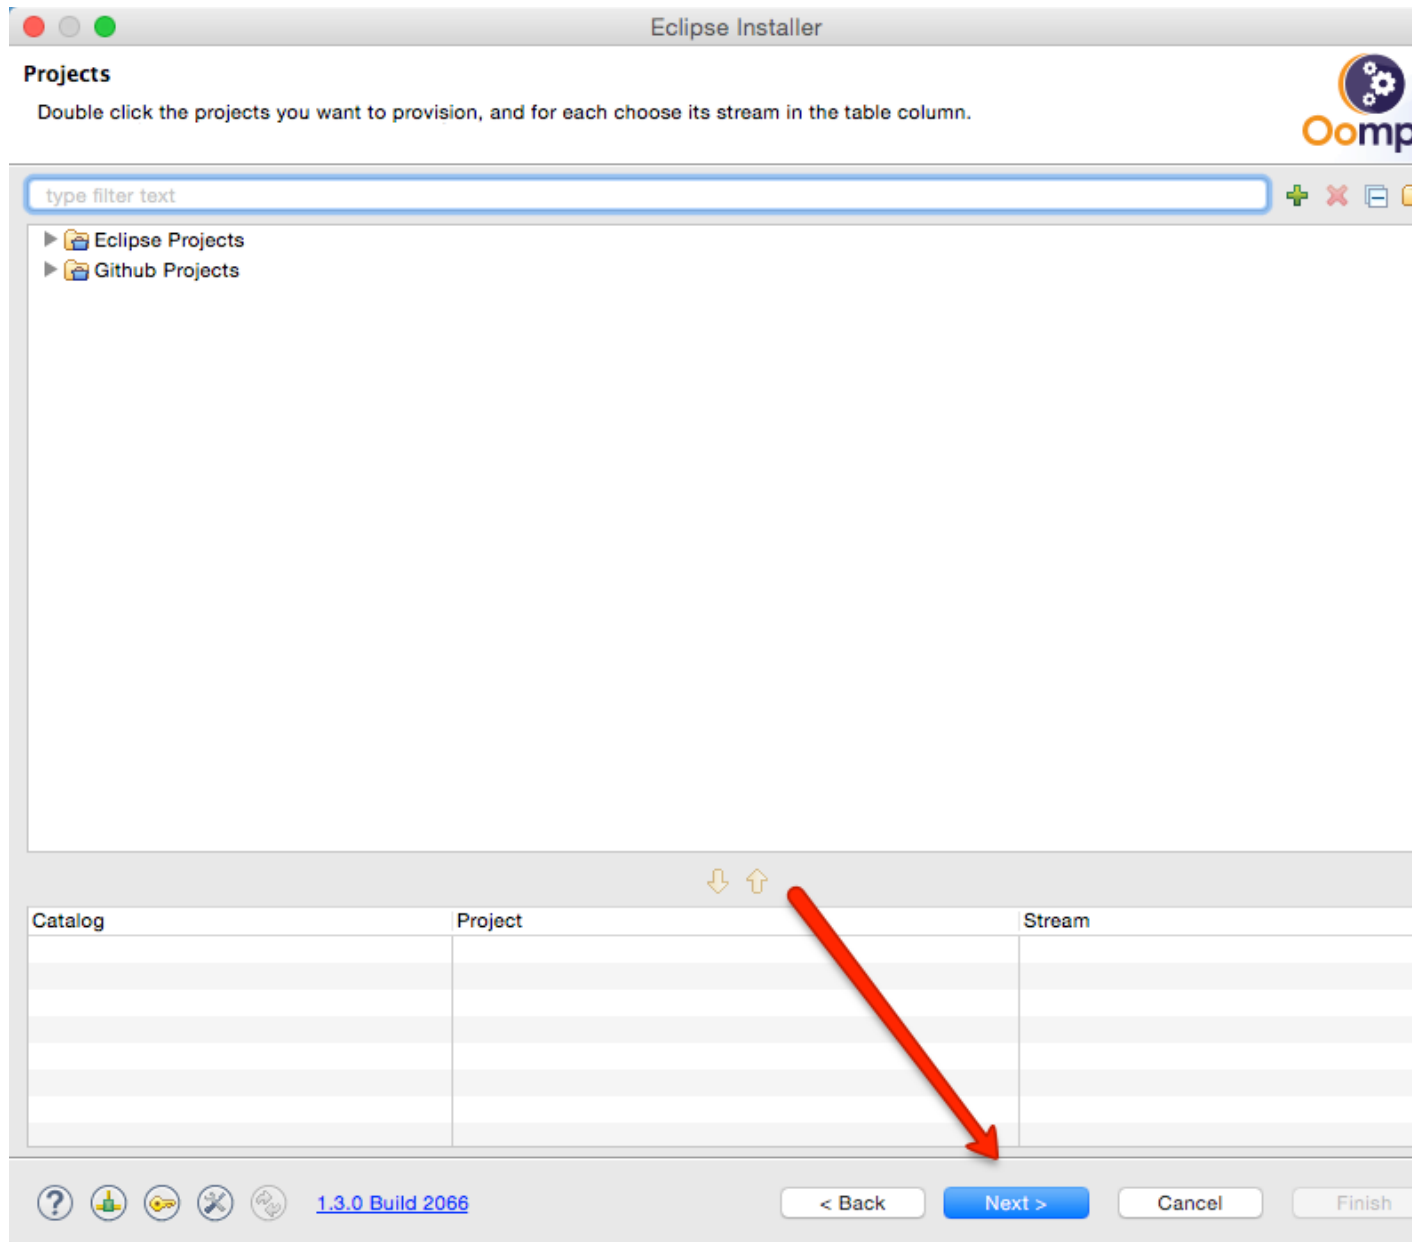 Eclipse Installer
Projects
Double click the projects you want to provision, and for each choose its stream in the table column.
Oomp
type filter text
Eclipse Projects
Github Projects
Catalog Project Stream
1.3.0 Build 2066 < Back Next > Cancel Finish